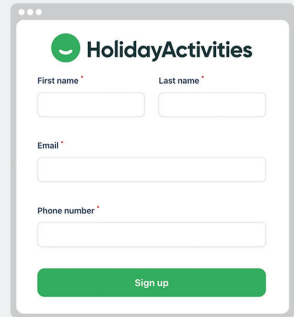 HolidayActivities
First name * Last name *
Email *
Phone number *
Sign up